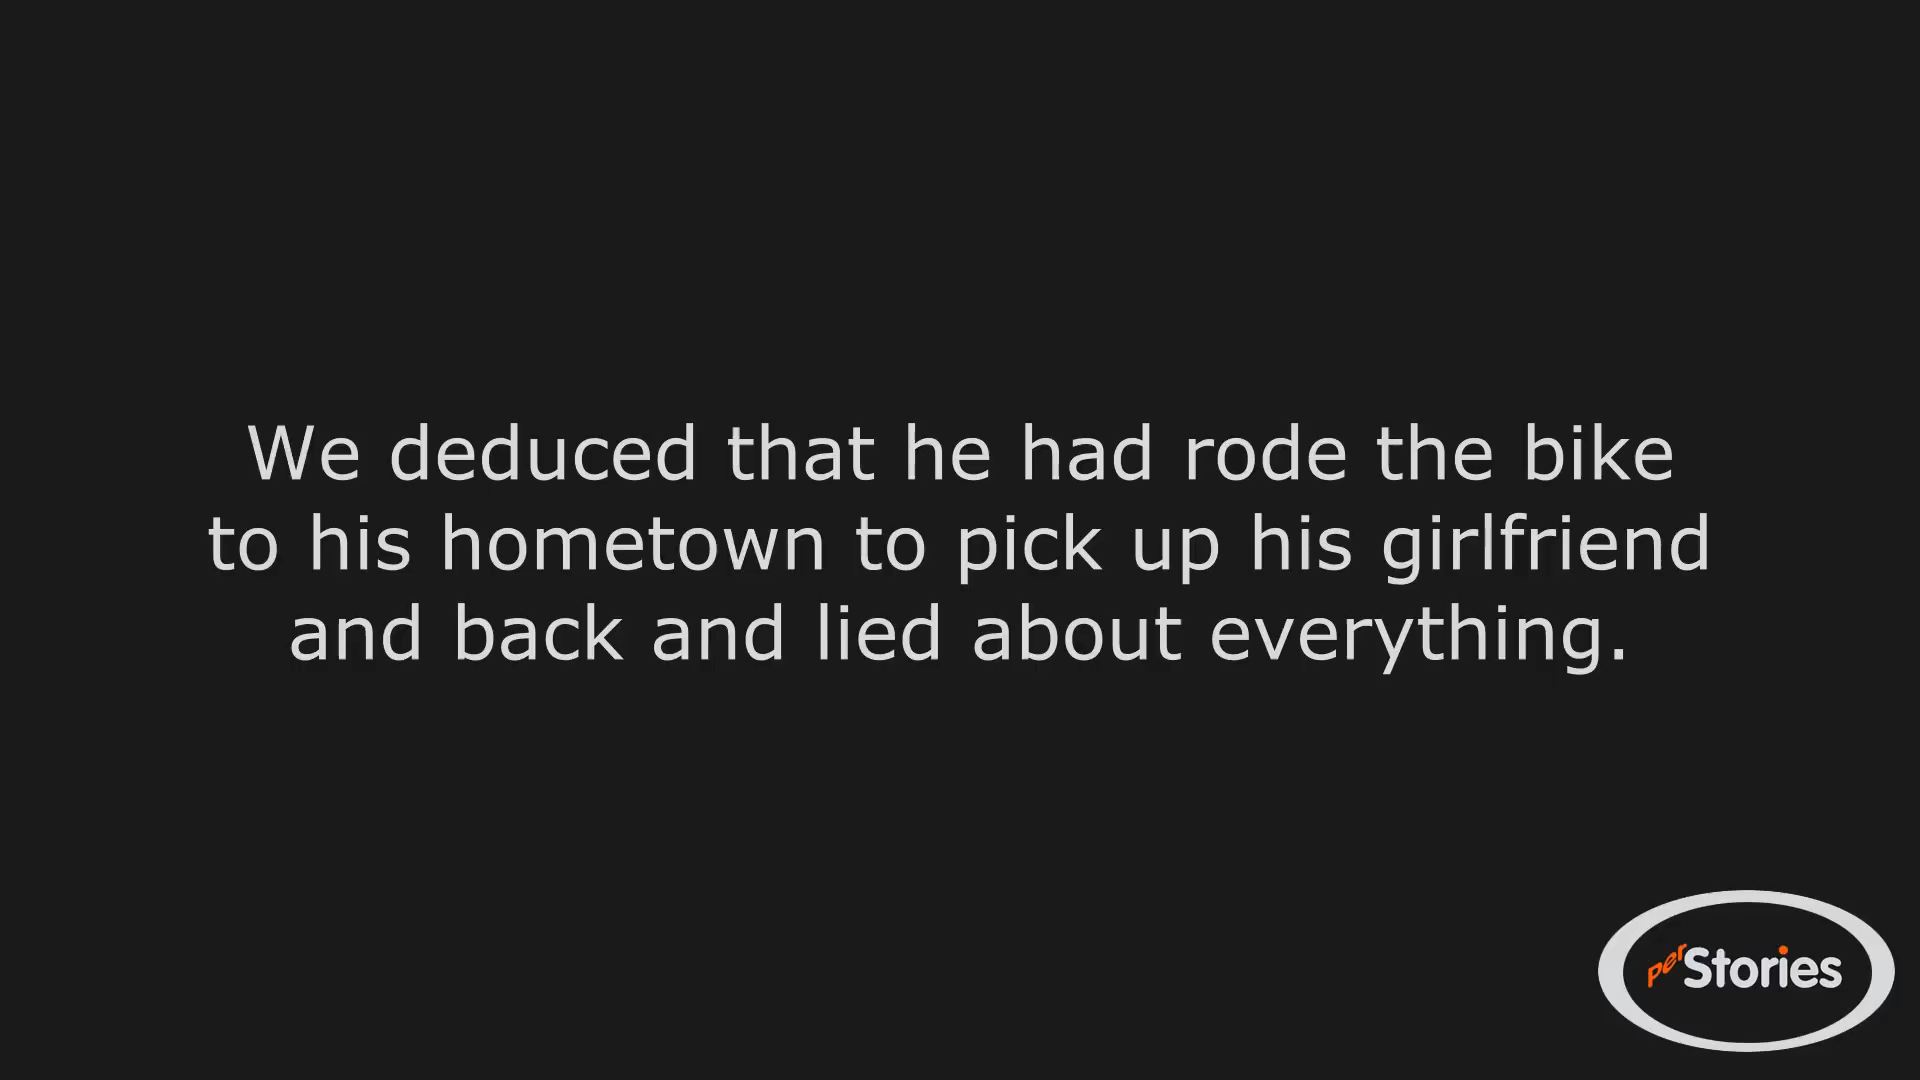 We deduced that he had rode the bike
to his hometown to pick up his girlfriend
and back and lied about everything.
perStories